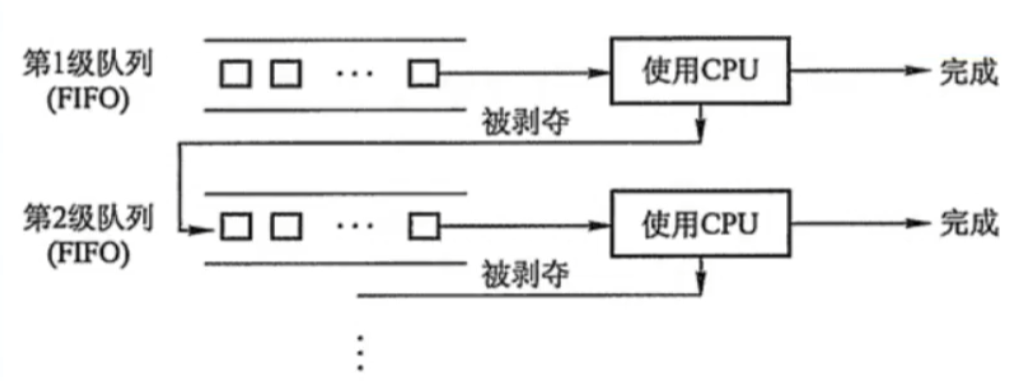 第1级队列
(FIFO)
···
使用CPU
完成
被剥夺
第2级队列
(FIFO)
···
使用CPU
完成
被剥夺